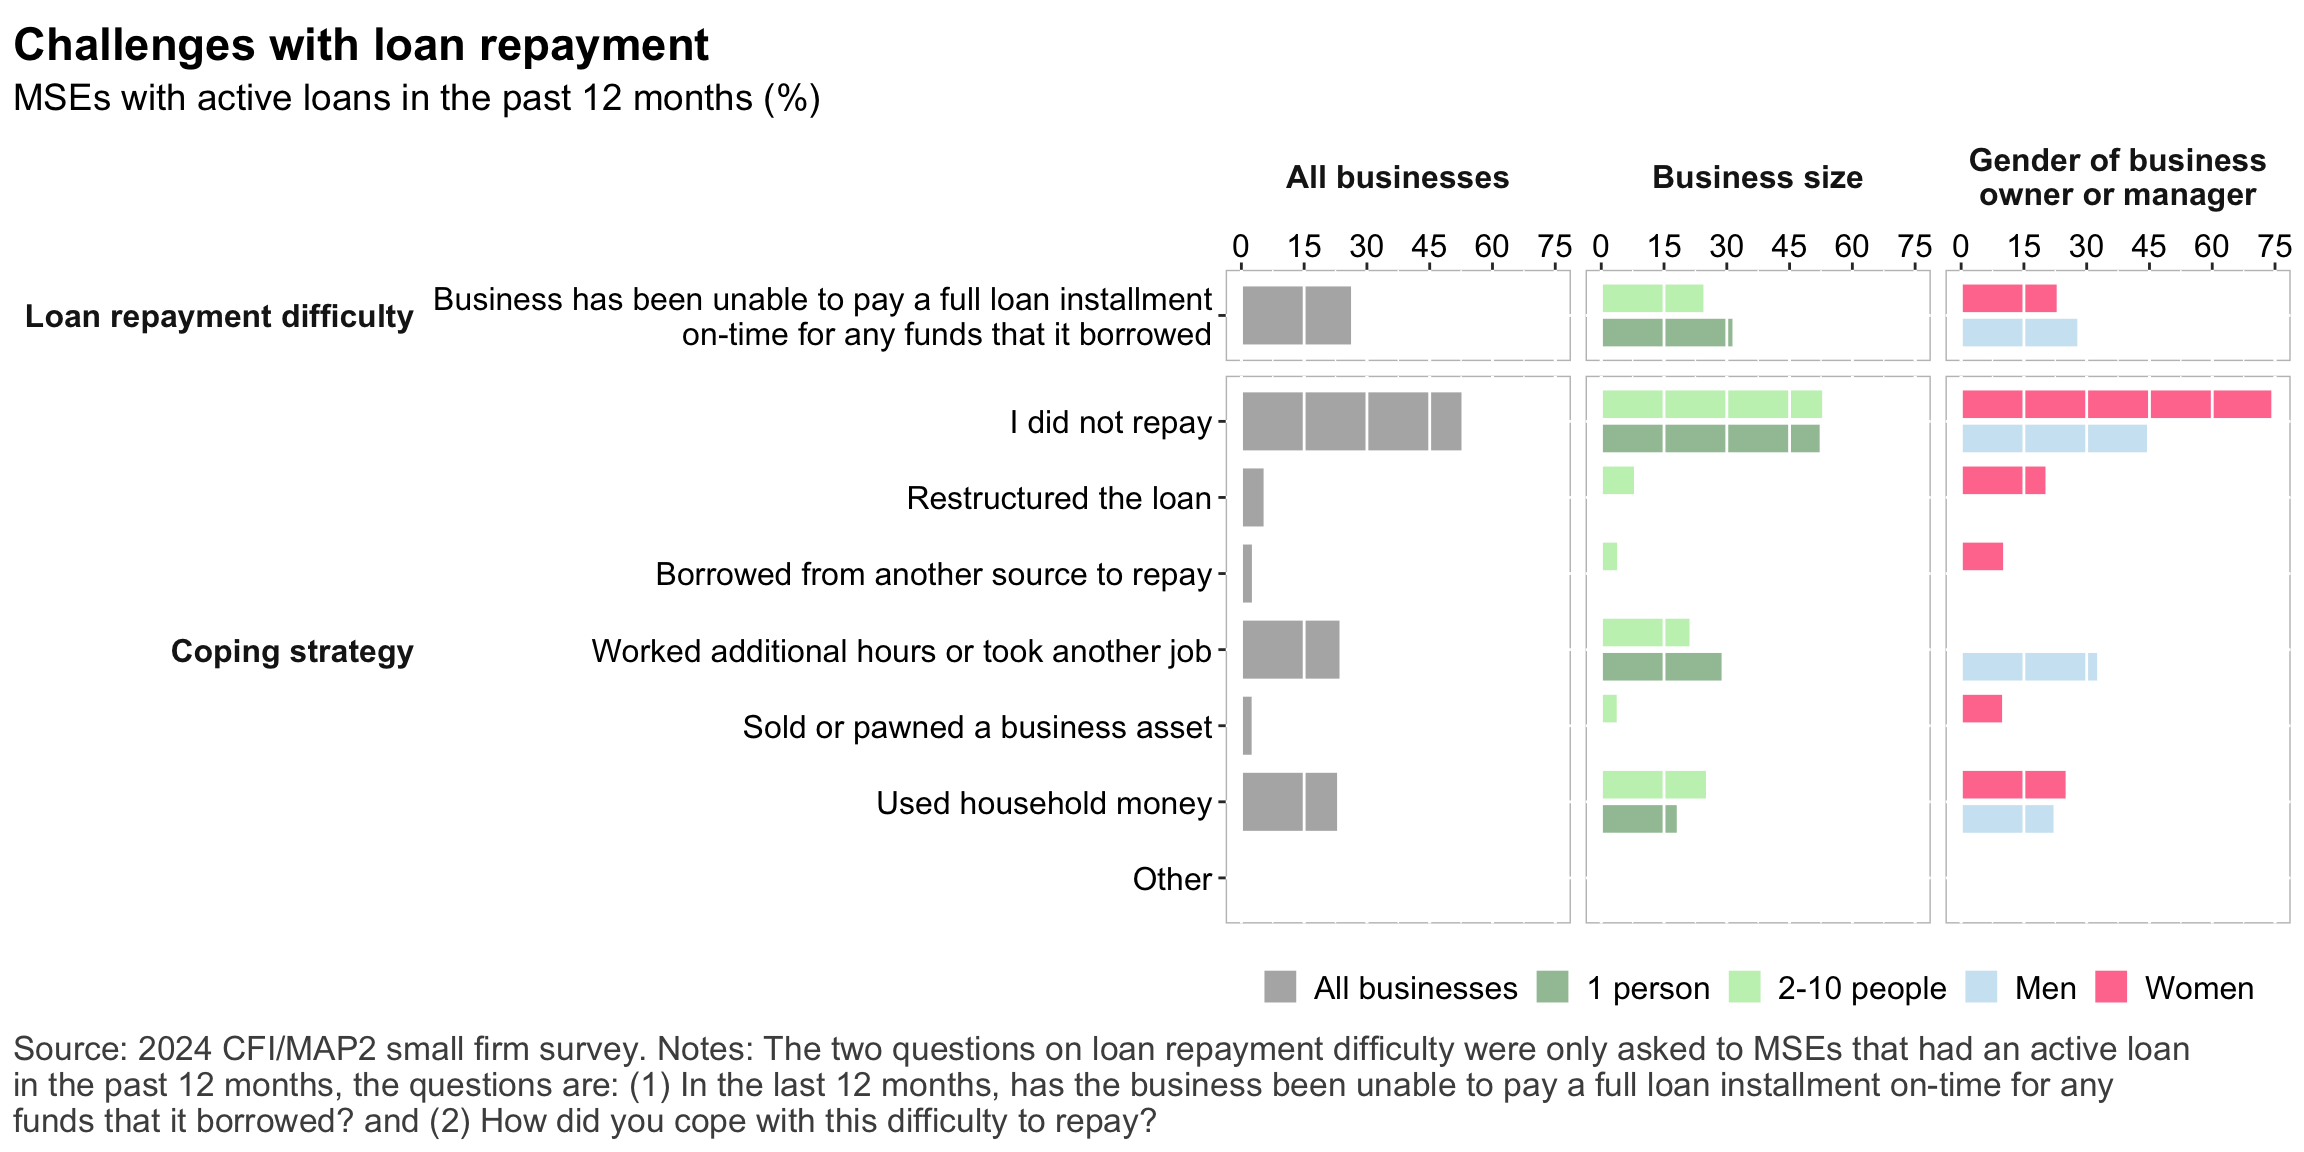 Challenges with loan repayment
MSEs with active loans in the past 12 months (%)
All businesses
Business size
Gender of business
owner or manager
0 15 30 45 60 75 0 15 30 45 60 75 0 15 30 45 60 75
Loan repayment difficulty
Business has been unable to pay a full loan installment
on-time for any funds that it borrowed
Coping strategy
I did not repay
Restructured the loan
Borrowed from another source to repay
Worked additional hours or took another job
Sold or pawned a business asset
Used household money
Other
All businesses 1 person 2-10 people Men Women
Source: 2024 CFI/MAP2 small firm survey. Notes: The two questions on loan repayment difficulty were only asked to MSEs that had an active loan
in the past 12 months, the questions are: (1) In the last 12 months, has the business been unable to pay a full loan installment on-time for any
funds that it borrowed? and (2) How did you cope with this difficulty to repay?